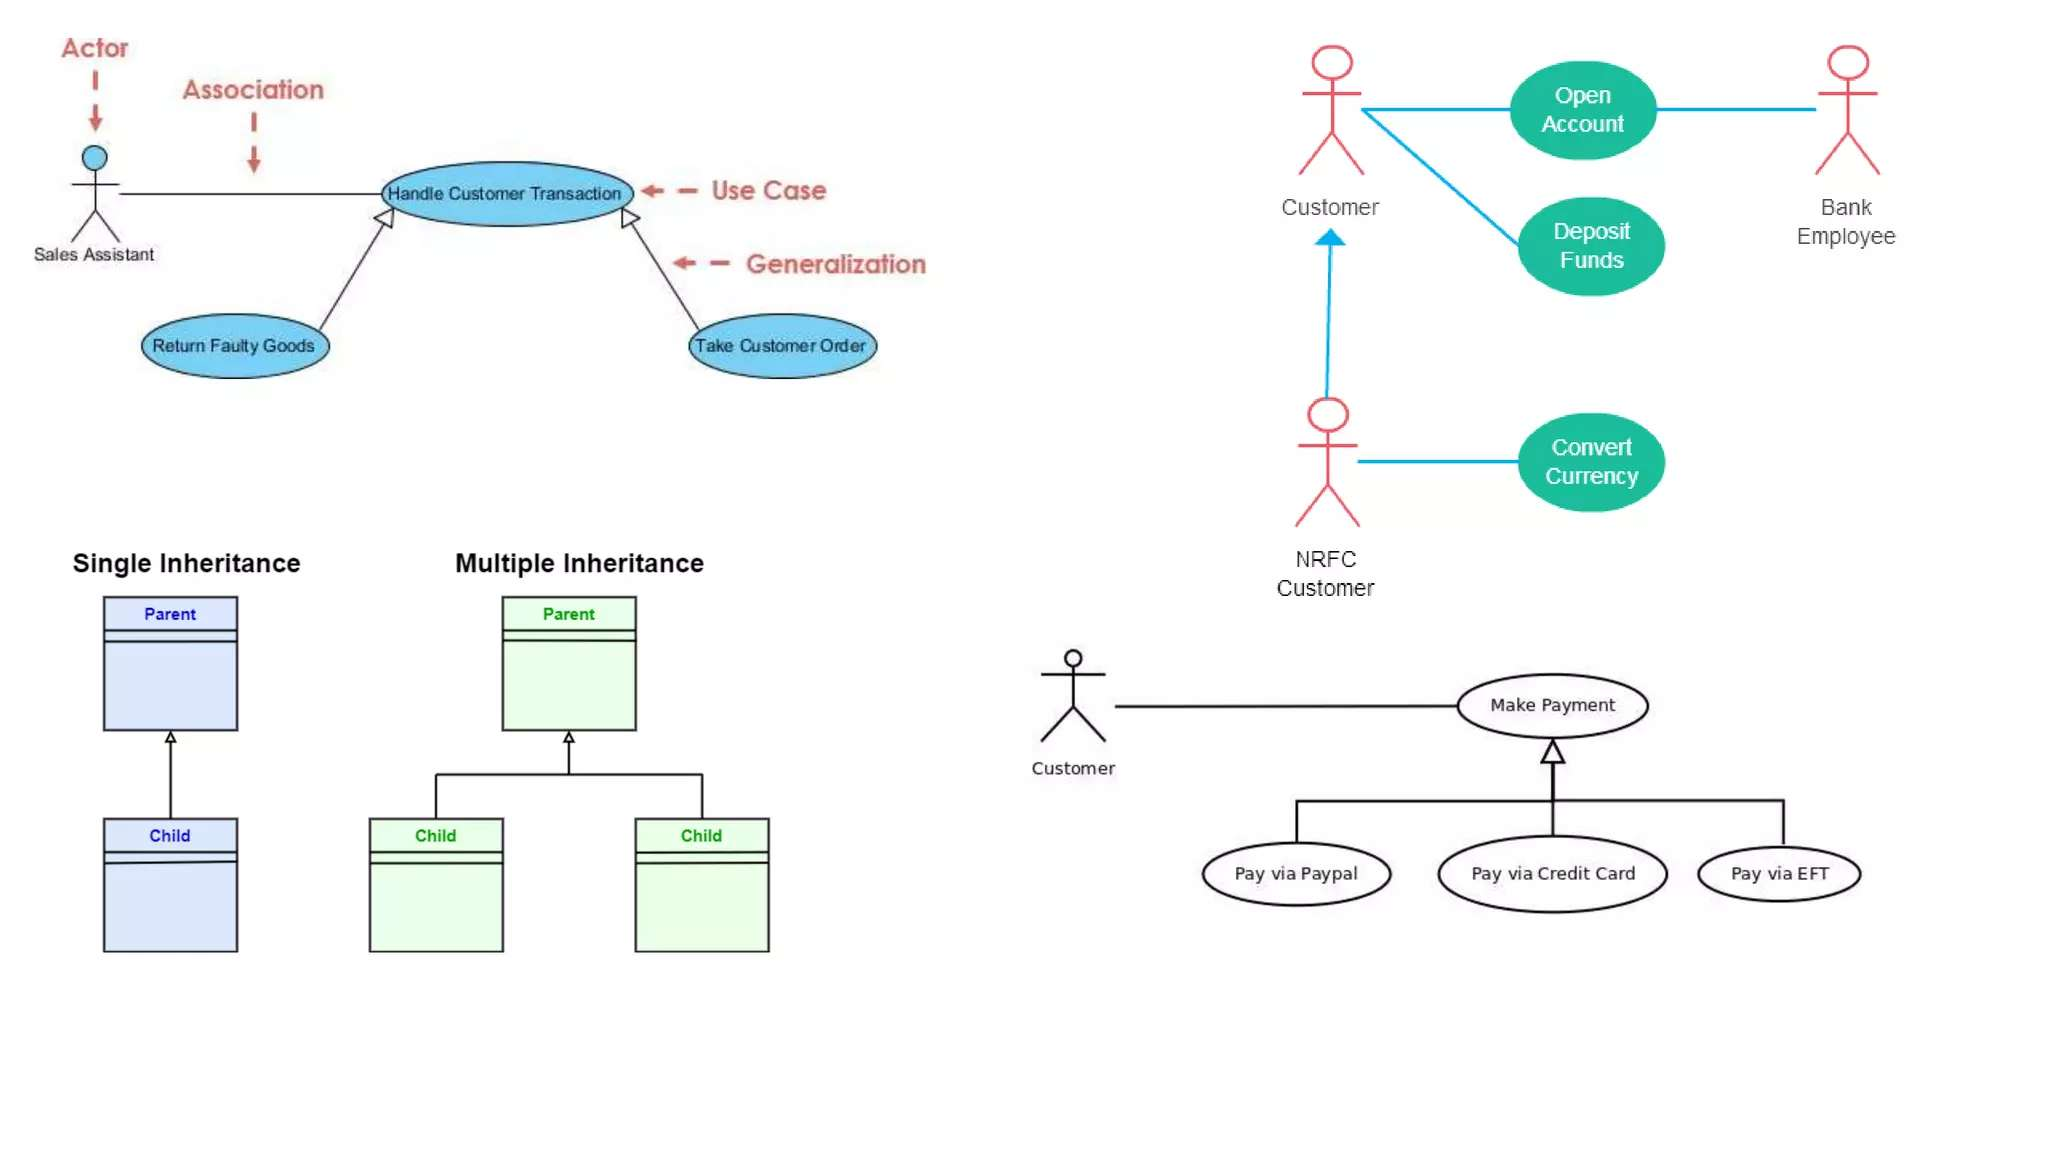 Actor
Association
Handle Customer Transaction
Use Case
Sales Assistant
Generalization
Return Faulty Goods
Take Customer Order
Open
Account
Customer
Bank
Employee
Deposit
Funds
Convert
Currency
NRFC
Customer
Single Inheritance
Parent
Child
Multiple Inheritance
Parent
Child
Child
Make Payment
Customer
Pay via Paypal
Pay via Credit Card
Pay via EFT